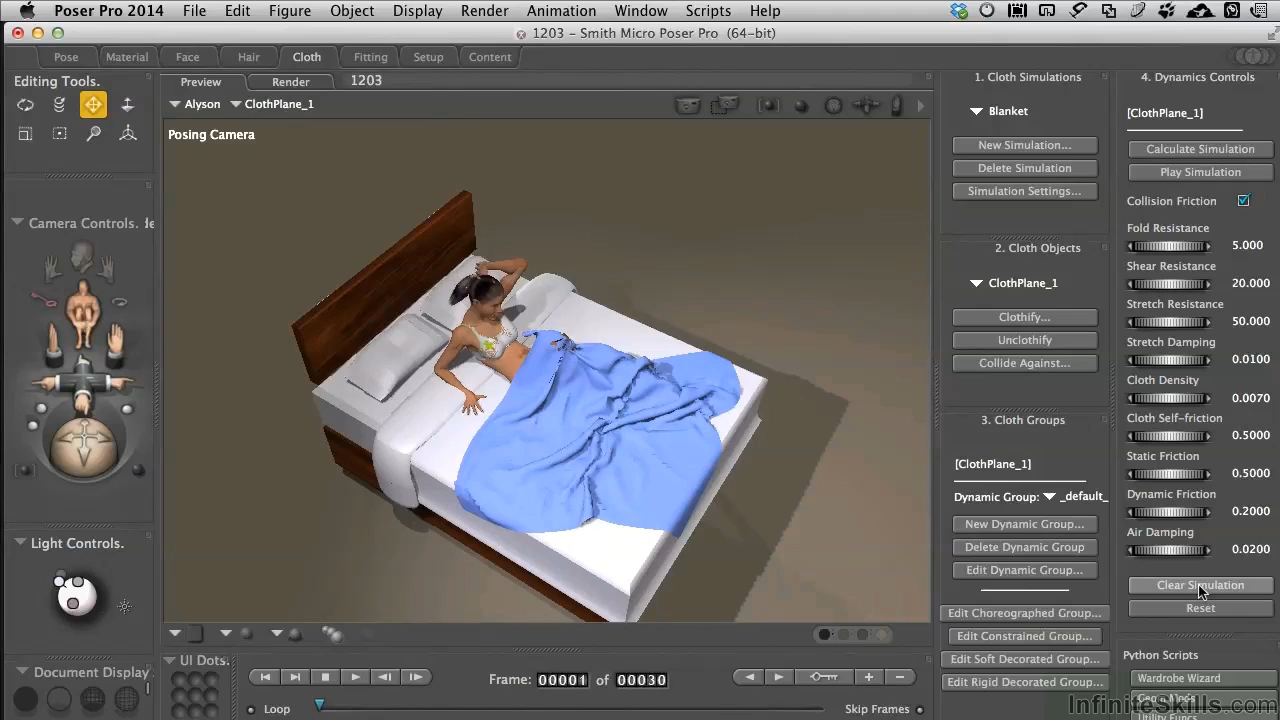 Poser Pro 2014 File Edit Figure Object Display Render Animation Window Scripts Help
1203 - Smith Micro Poser Pro (64-bit)
Pose Material Face Hair Cloth Fitting Setup Content
Editing Tools.
Preview Render 1203
Alyson ClothPlane_1
Posing Camera
Camera Controls.
Light Controls.
Document Display
UI Dots.
Loop
Frame: 00001 of 00030
Skip Frames
1. Cloth Simulations
Blanket
New Simulation...
Delete Simulation
Simulation Settings...
2. Cloth Objects
ClothPlane_1
Clothify...
Unclothify
Collide Against...
3. Cloth Groups
[ClothPlane_1]
Dynamic Group: _default_
New Dynamic Group...
Delete Dynamic Group
Edit Dynamic Group...
Edit Choreographed Group...
Edit Constrained Group...
Edit Soft Decorated Group...
Edit Rigid Decorated Group...
4. Dynamics Controls
[ClothPlane_1]
Calculate Simulation
Play Simulation
Collision Friction
Fold Resistance
5.000
Shear Resistance
20.000
Stretch Resistance
50.000
Stretch Damping
0.0100
Cloth Density
0.0070
Cloth Self-friction
0.5000
Static Friction
0.5000
Dynamic Friction
0.2000
Air Damping
0.0200
Clear Simulation
Reset
Python Scripts
Wardrobe Wizard
InfiniteSkills.com